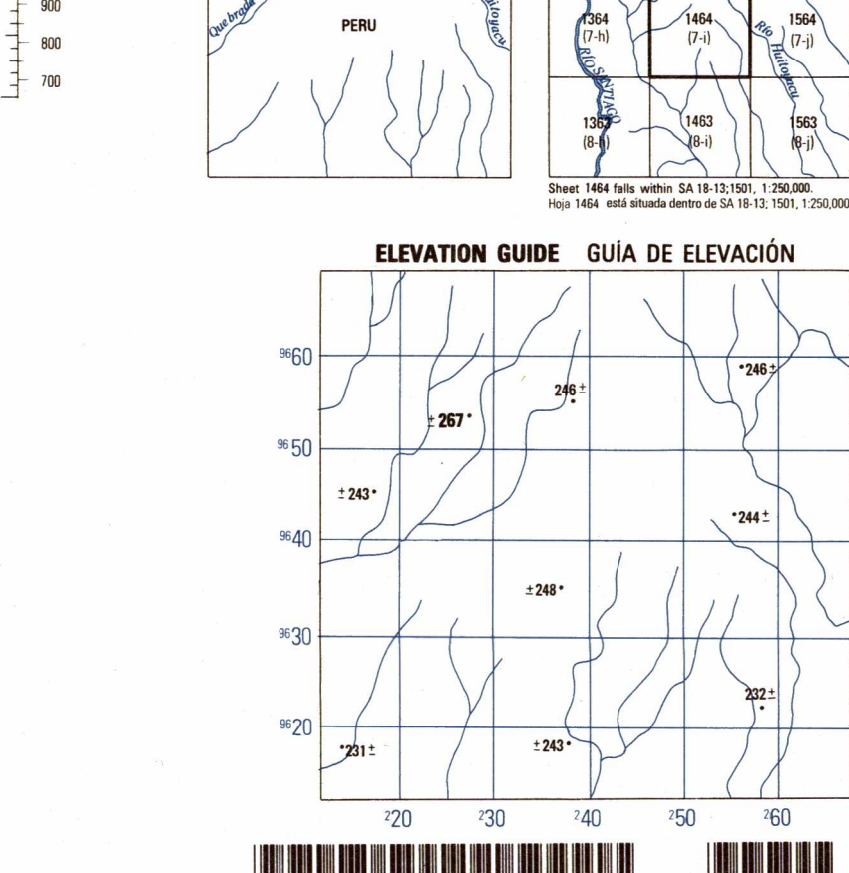 900
800
700
Quebrada
PERU
1364
(7-h)
1464
(7-i)
1564
(7-j)
RÍO SANTIAGO
Río Huitoyacu
1363
(8-h)
1463
(8-i)
1563
(8-j)
Sheet 1464 falls within SA 18-13;1501, 1:250,000.
Hoja 1464 está situada dentro de SA 18-13; 1501, 1:250,000
ELEVATION GUIDE GUÍA DE ELEVACIÓN
9660
246±
246±
± 267
9650
± 243
244±
9640
± 248
9630
232±
9620
231±
± 243
220 230 240 250 260